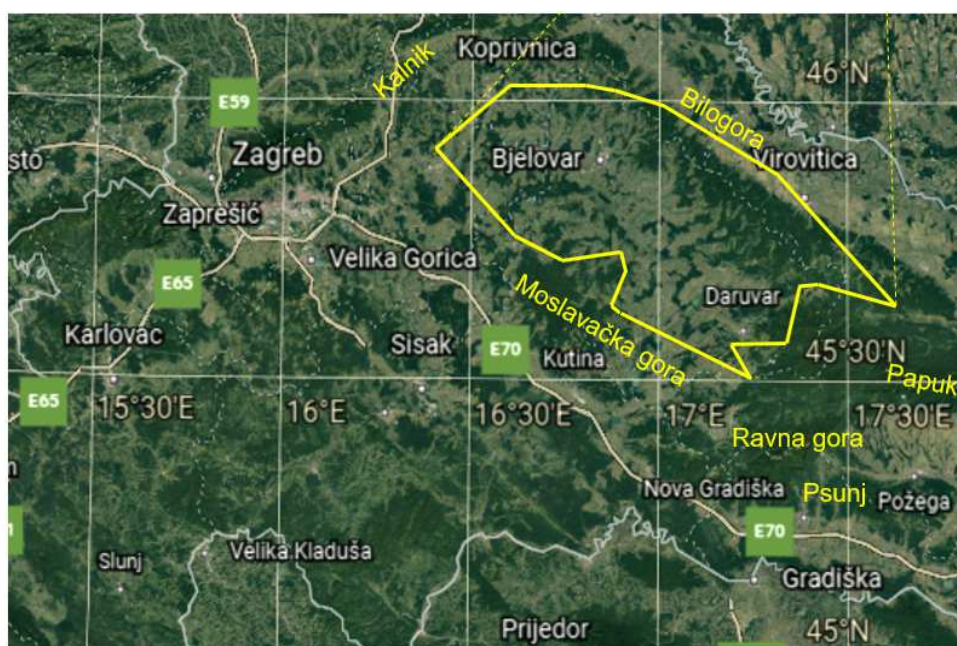 Koprivnica
46°N
Kalnik
E59
Bilogora
Zagreb
Bjelovar
Virovitica
sto
Zaprešić
Velika Gorica
E65
Moslavačka gora
Daruvar
Karlovac
Sisak
E70
Kutina
45°30'N
Papuk
E65
15°30'E
16°E
16°30'E
17°E
17°30'E
Ravna gora
Nova Gradiška
Psunj
Požega
E70
Slunj
Velika Kladuša
Gradiška
Prijedor
45°N